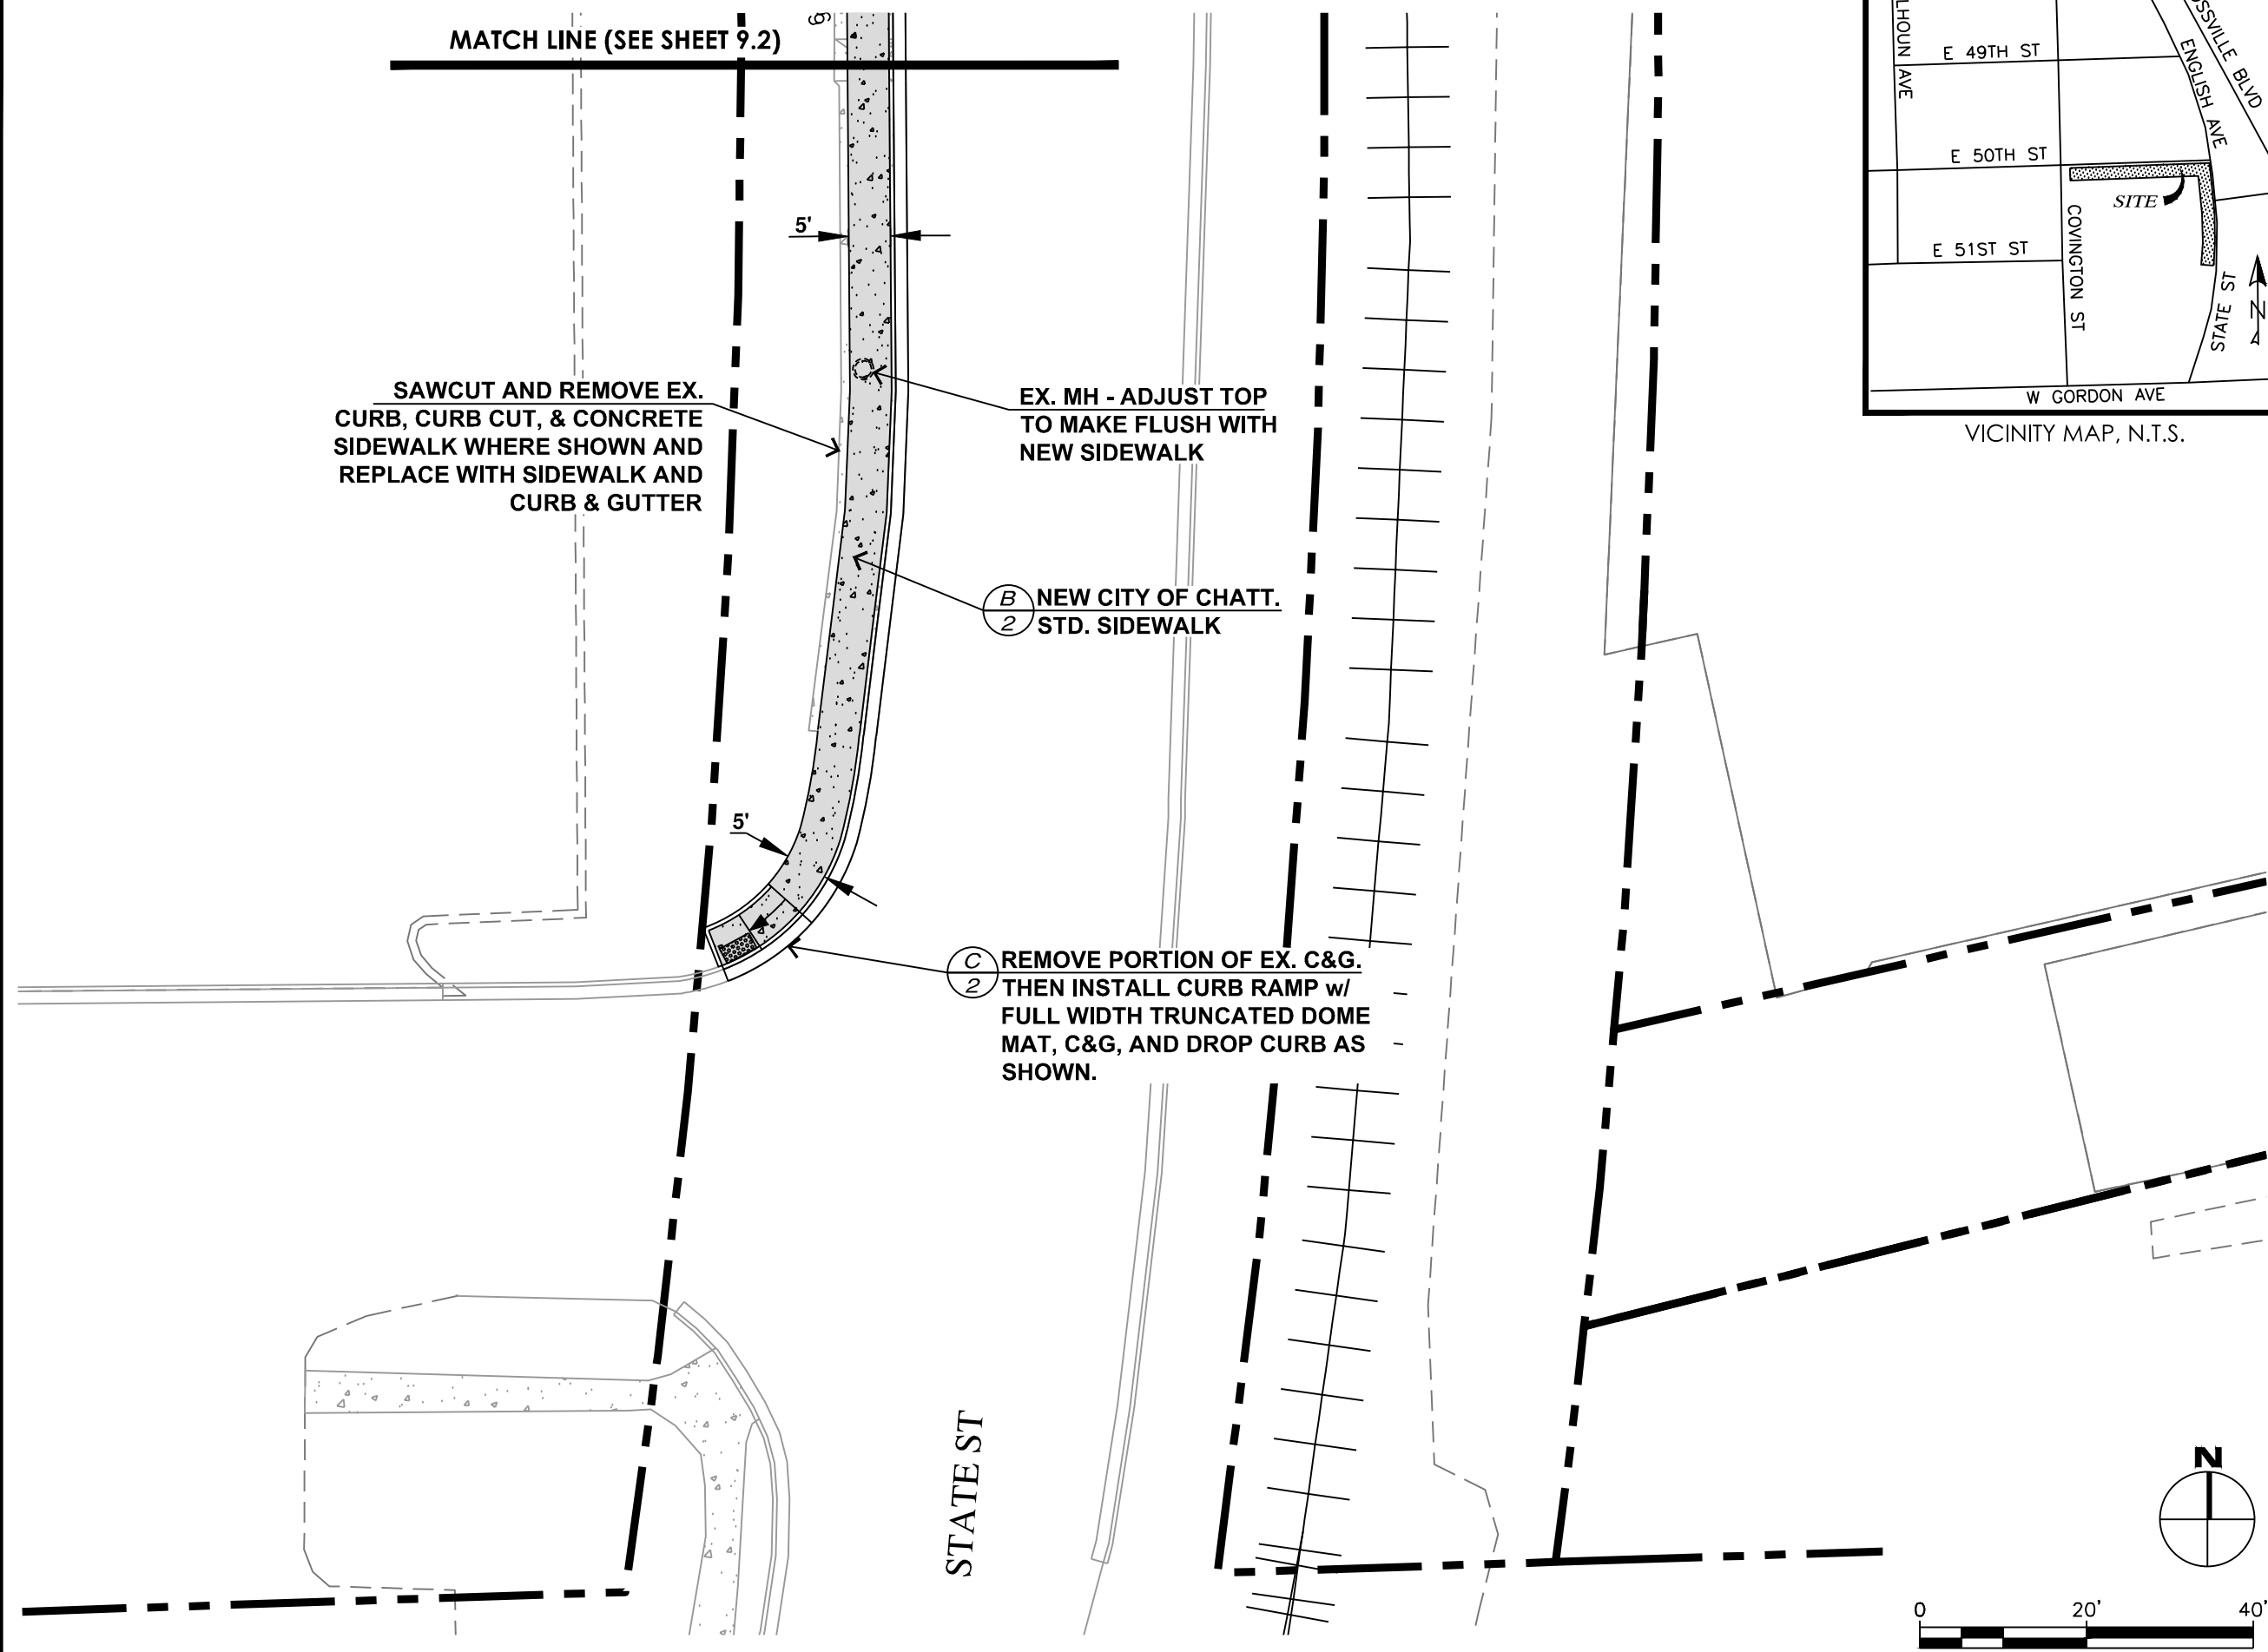 MATCH LINE (SEE SHEET 9.2)
5'
SAWCUT AND REMOVE EX.
CURB, CURB CUT, & CONCRETE
SIDEWALK WHERE SHOWN AND
REPLACE WITH SIDEWALK AND
CURB & GUTTER
EX. MH - ADJUST TOP
TO MAKE FLUSH WITH
NEW SIDEWALK
B
2
NEW CITY OF CHATT.
STD. SIDEWALK
5'
C
2
REMOVE PORTION OF EX. C&G.
THEN INSTALL CURB RAMP w/
FULL WIDTH TRUNCATED DOME
MAT, C&G, AND DROP CURB AS
SHOWN.
STATE ST
LHOUN AVE
E 49TH ST
ENGLISH AVE
SSVILLE BLVD
E 50TH ST
SITE
COVINGTON ST
E 51ST ST
STATE ST
N
W GORDON AVE
VICINITY MAP, N.T.S.
N
0 20' 40'